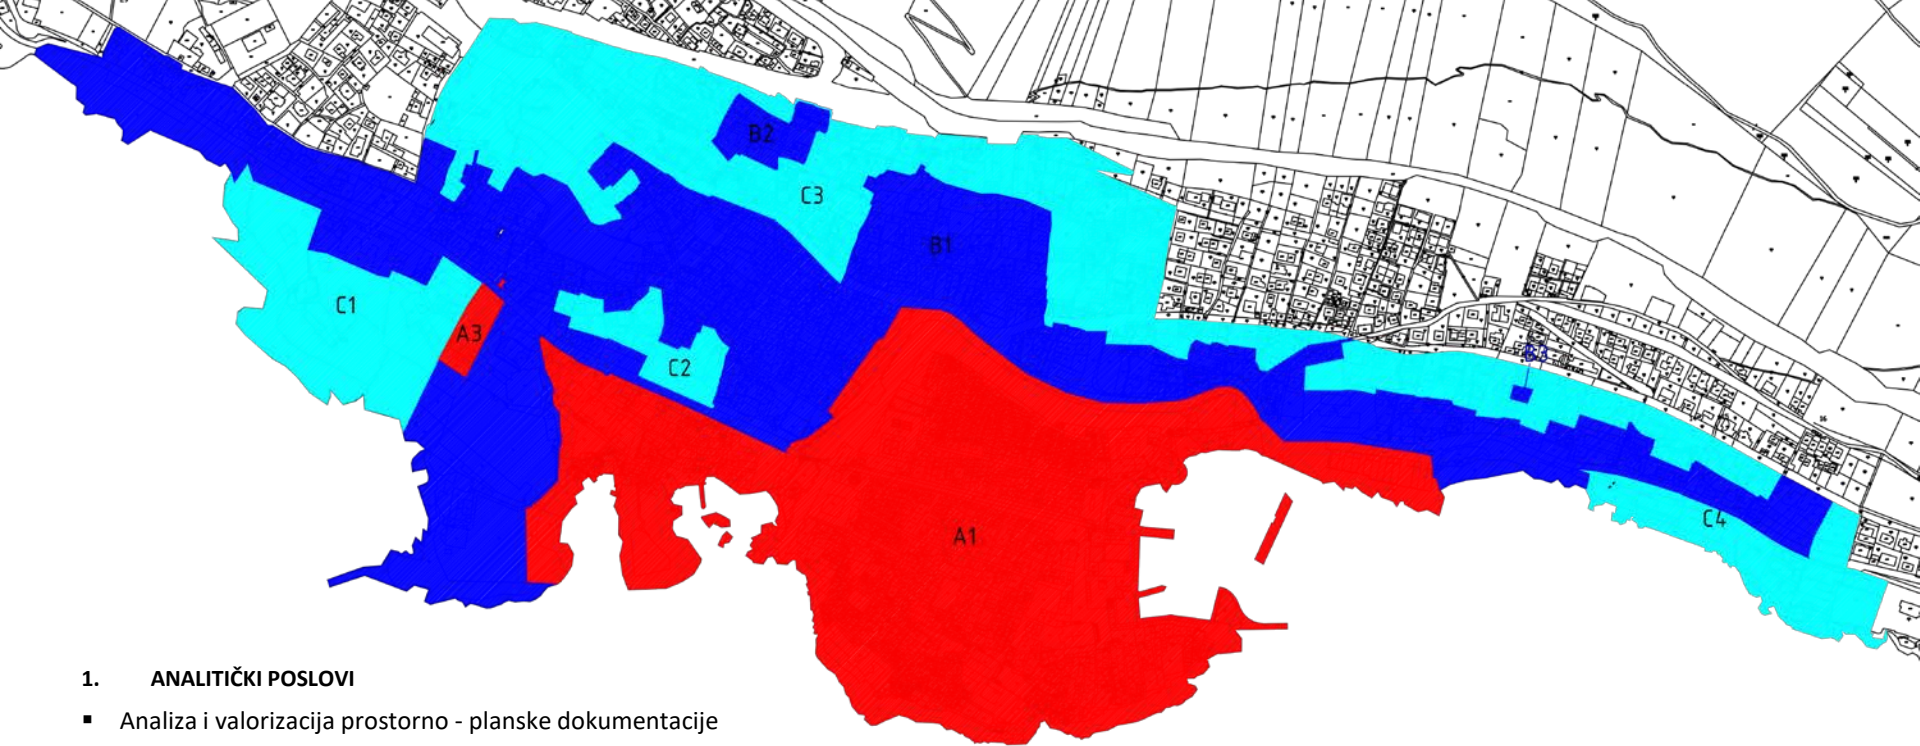 B2
C3
B1
C1
A3
C2
B3
A1
C4
1. ANALITIČKI POSLOVI
▪ Analiza i valorizacija prostorno - planske dokumentacije